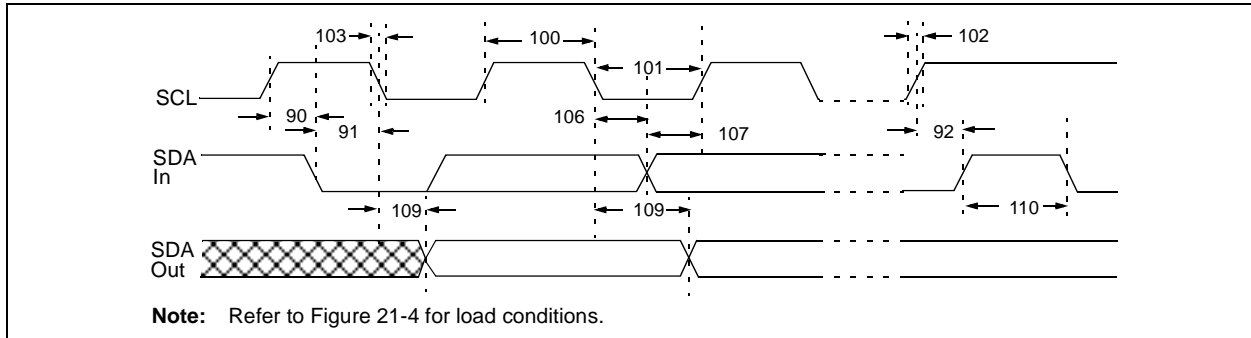 103
100
102
101
SCL
90
106
91
107
92
SDA
In
109
109
110
SDA
Out
Note: Refer to Figure 21-4 for load conditions.